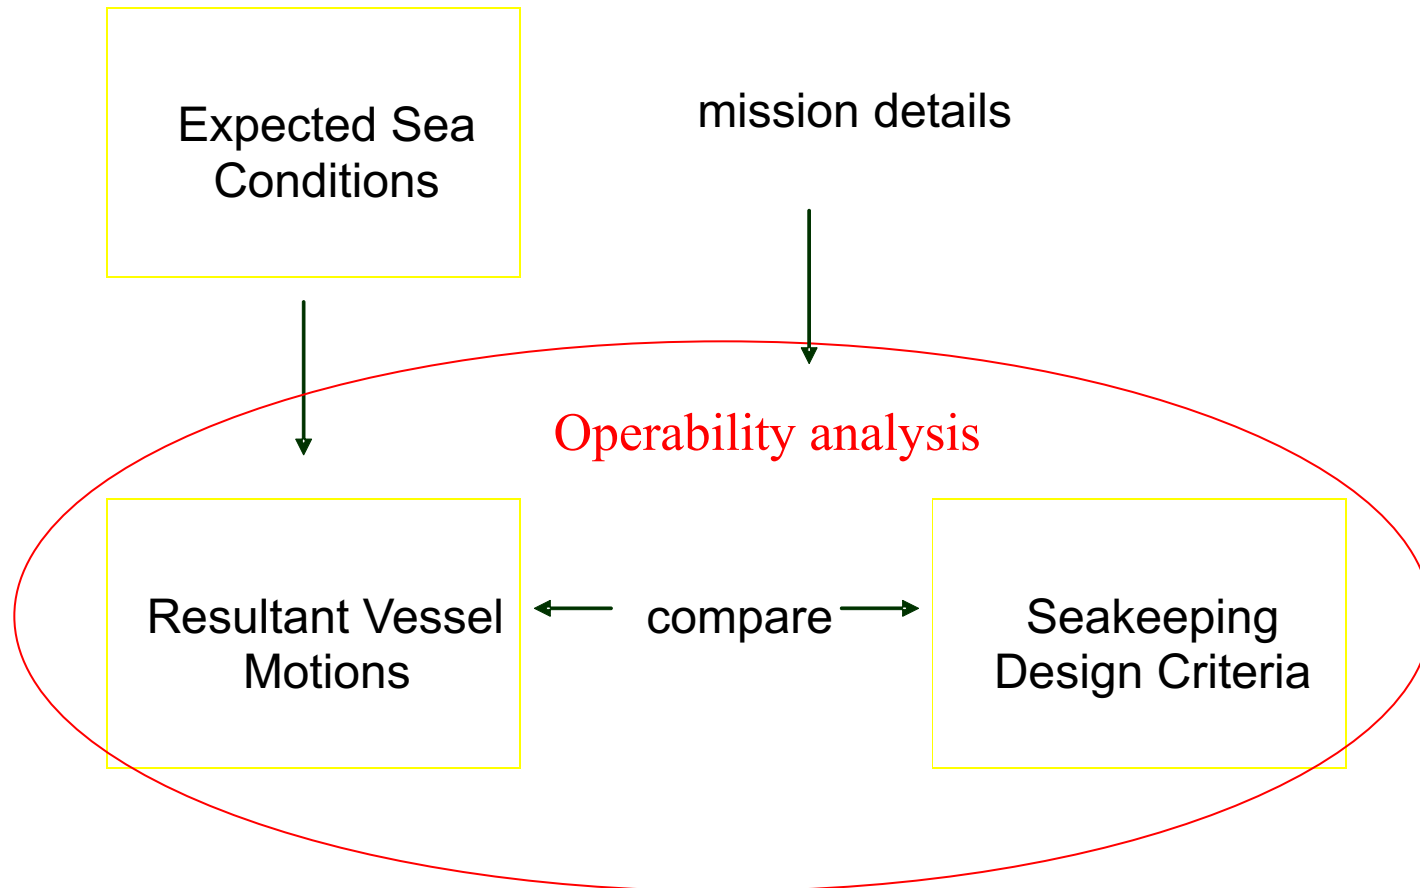 Expected Sea
Conditions
mission details
Operability analysis
Resultant Vessel
Motions
compare
Seakeeping
Design Criteria